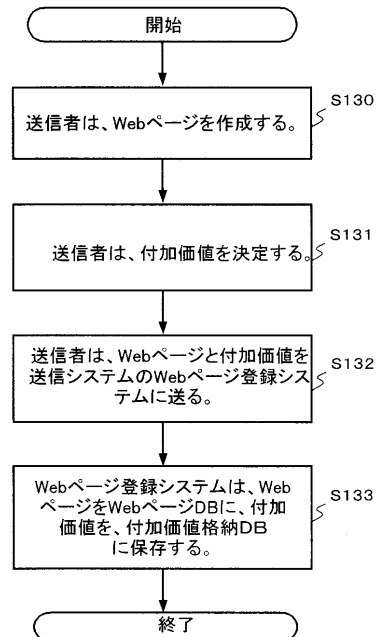 開始
S130
送信者は、Webページを作成する。
S131
送信者は、付加価値を決定する。
送信者は、Webページと付加価値を
送信システムのWebページ登録シス
テムに送る。
S132
Webページ登録システムは、Web
ページをWebページDBに、付加
価値を、付加価値格納DB
に保存する。
S133
終了